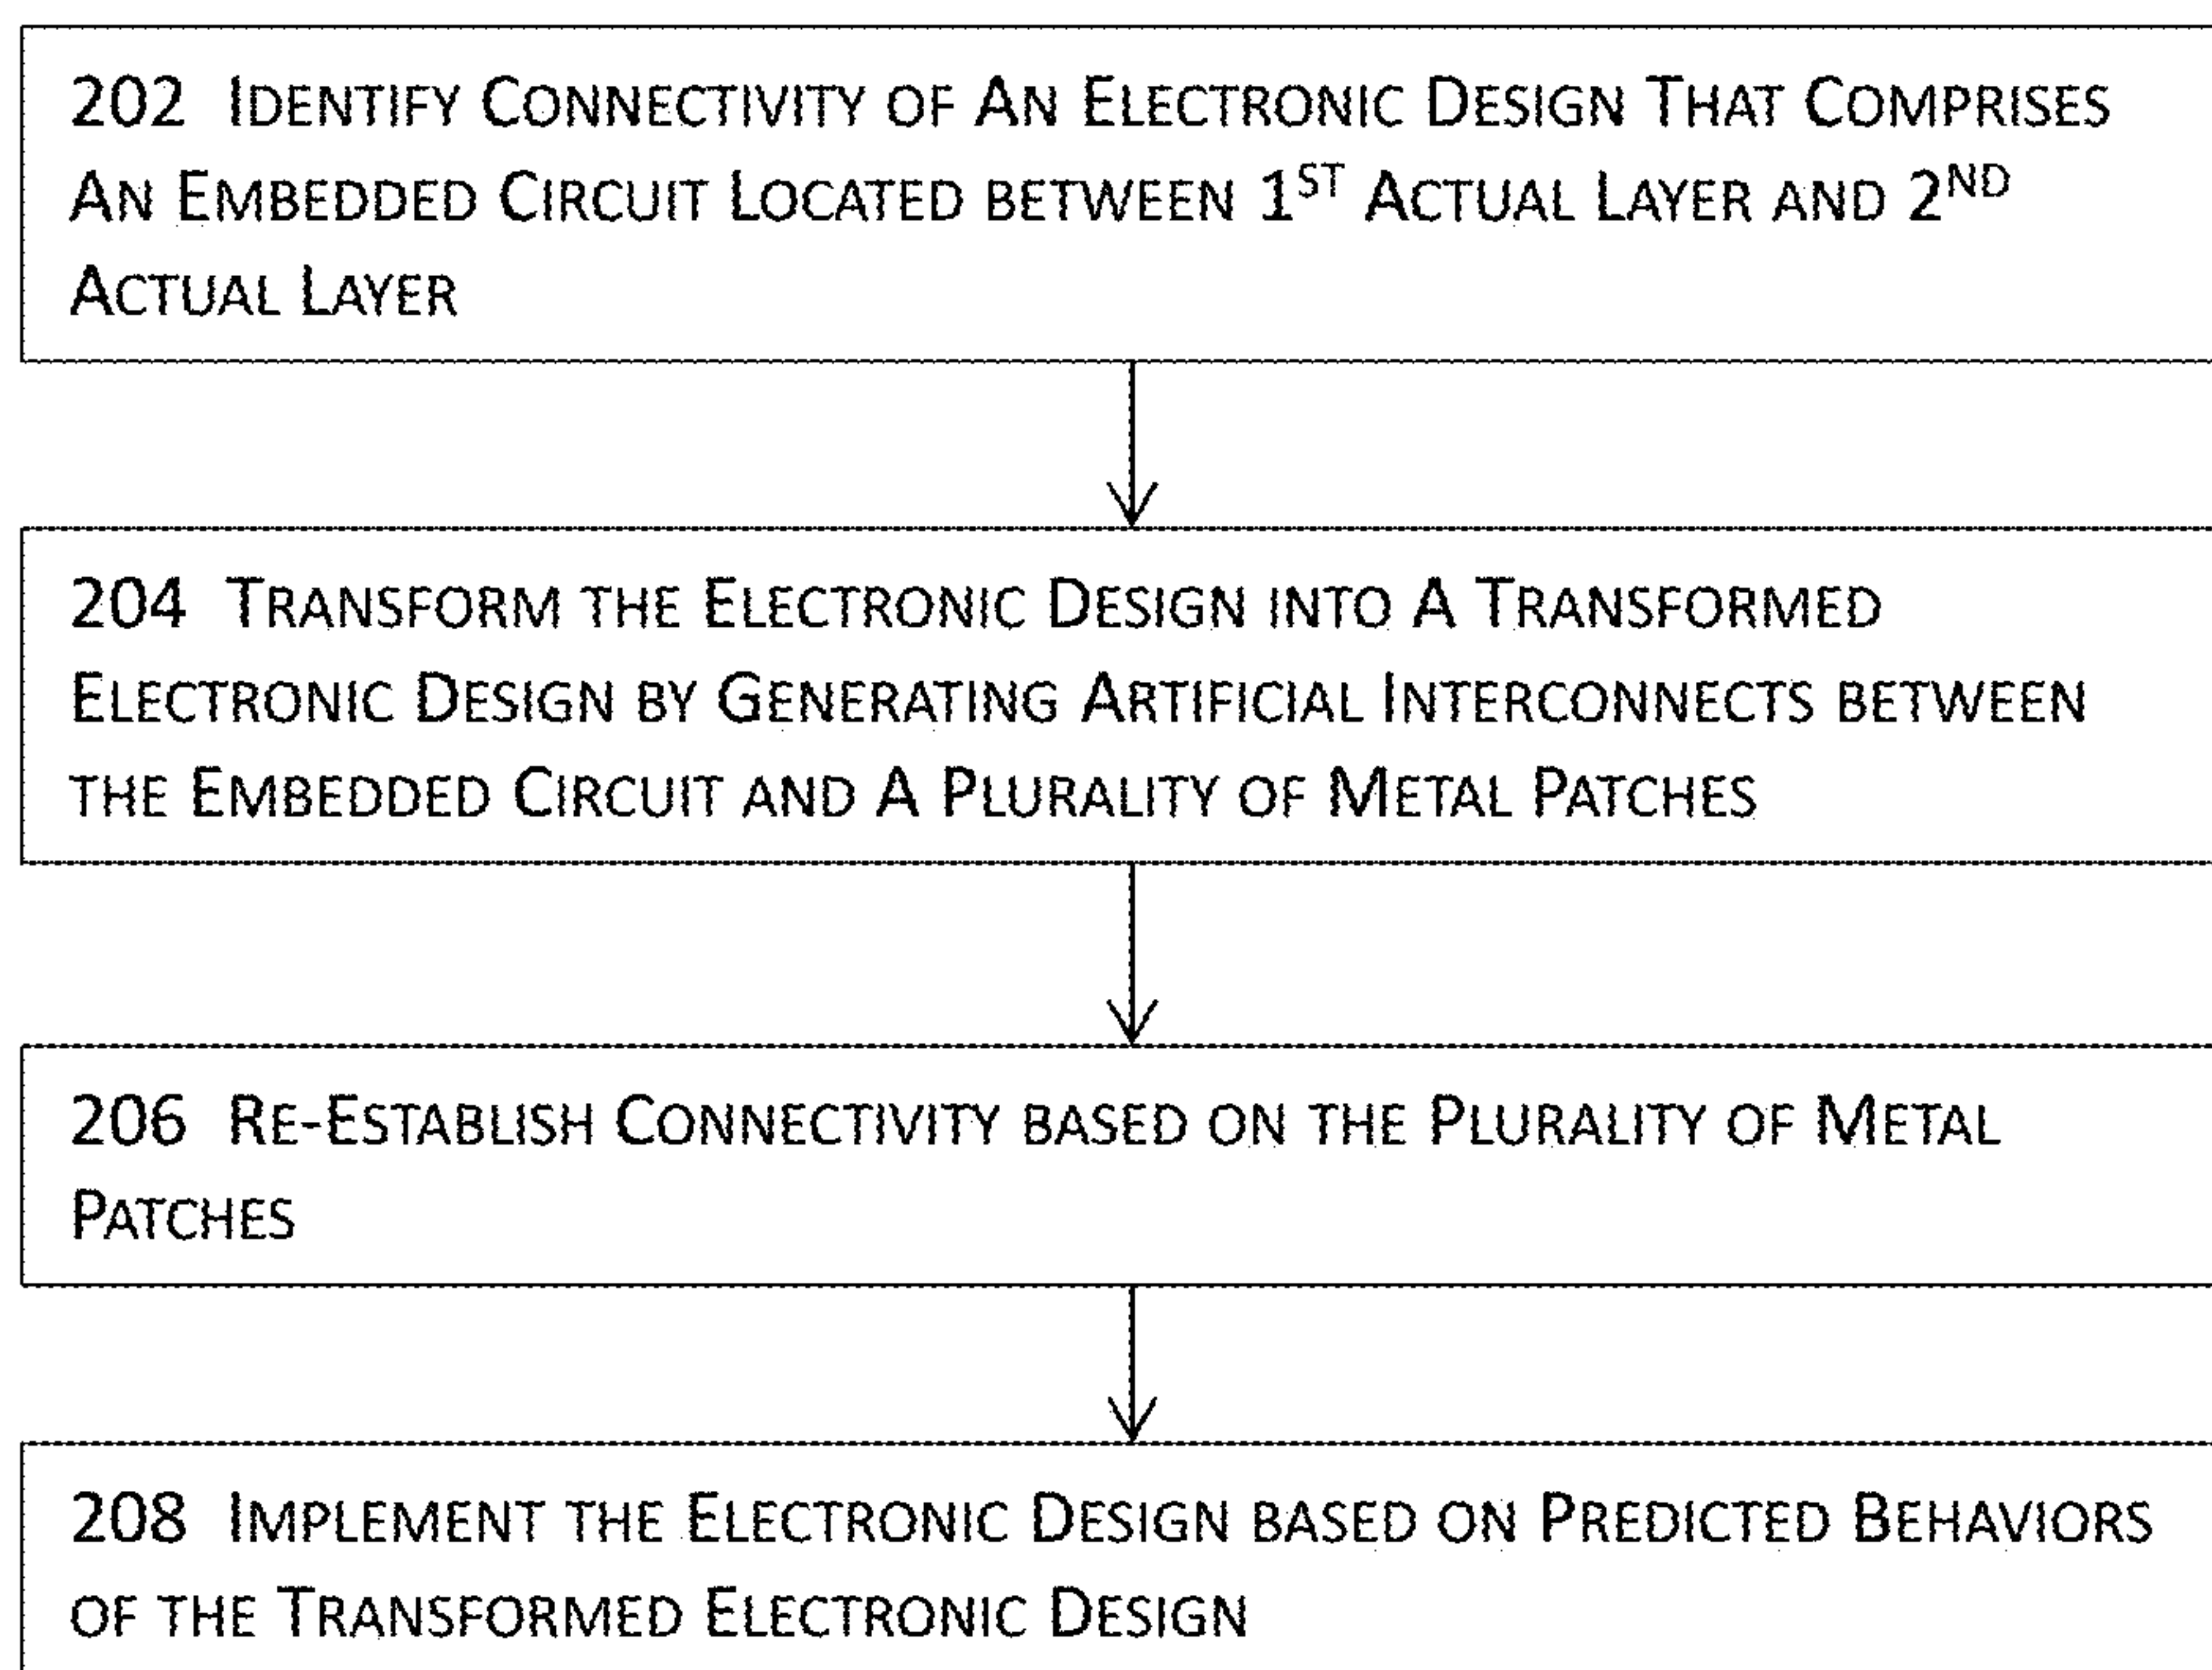 202 IDENTIFY CONNECTIVITY OF AN ELECTRONIC DESIGN THAT COMPRISES
AN EMBEDDED CIRCUIT LOCATED BETWEEN 1ST ACTUAL LAYER AND 2ND
ACTUAL LAYER
204 TRANSFORM THE ELECTRONIC DESIGN INTO A TRANSFORMED
ELECTRONIC DESIGN BY GENERATING ARTIFICIAL INTERCONNECTS BETWEEN
THE EMBEDDED CIRCUIT AND A PLURALITY OF METAL PATCHES
206 RE-ESTABLISH CONNECTIVITY BASED ON THE PLURALITY OF METAL
PATCHES
208 IMPLEMENT THE ELECTRONIC DESIGN BASED ON PREDICTED BEHAVIORS
OF THE TRANSFORMED ELECTRONIC DESIGN